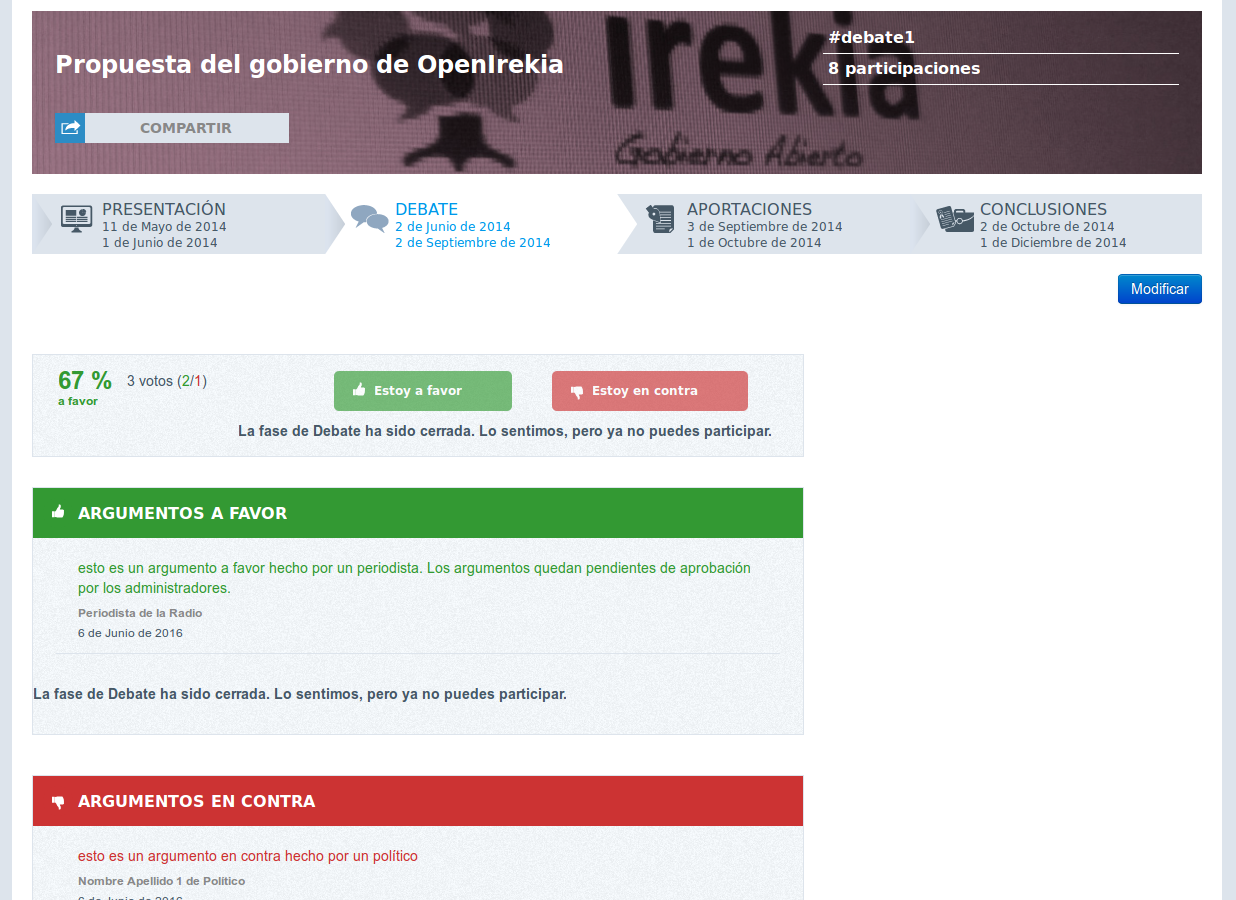 Propuesta del gobierno de OpenIrekia
#debate1
8 participaciones
COMPARTIR
Irekia
Gobierno Abierto
PRESENTACIÓN
11 de Mayo de 2014
1 de Junio de 2014
DEBATE
2 de Junio de 2014
2 de Septiembre de 2014
APORTACIONES
3 de Septiembre de 2014
1 de Octubre de 2014
CONCLUSIONES
2 de Octubre de 2014
1 de Diciembre de 2014
Modificar
67 %
a favor
3 votos (2/1)
Estoy a favor
Estoy en contra
La fase de Debate ha sido cerrada. Lo sentimos, pero ya no puedes participar.
ARGUMENTOS A FAVOR
esto es un argumento a favor hecho por un periodista. Los argumentos quedan pendientes de aprobación
por los administradores.
Periodista de la Radio
6 de Junio de 2016
La fase de Debate ha sido cerrada. Lo sentimos, pero ya no puedes participar.
ARGUMENTOS EN CONTRA
esto es un argumento en contra hecho por un político
Nombre Apellido 1 de Político
6 de Junio de 2016